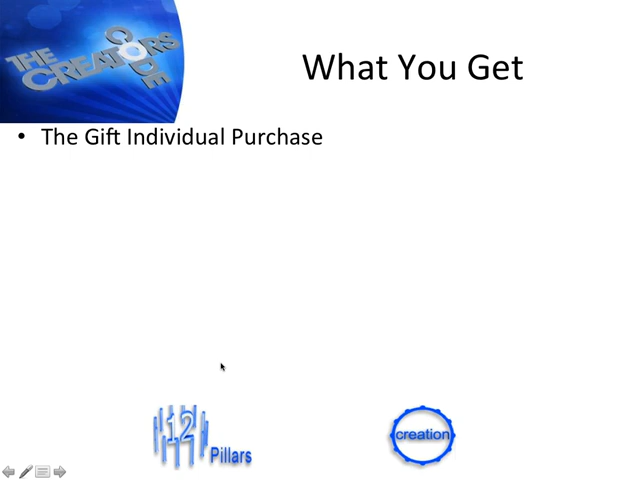 THE
CREATORS
CODE
What You Get
• The Gift Individual Purchase
12
Pillars
creation